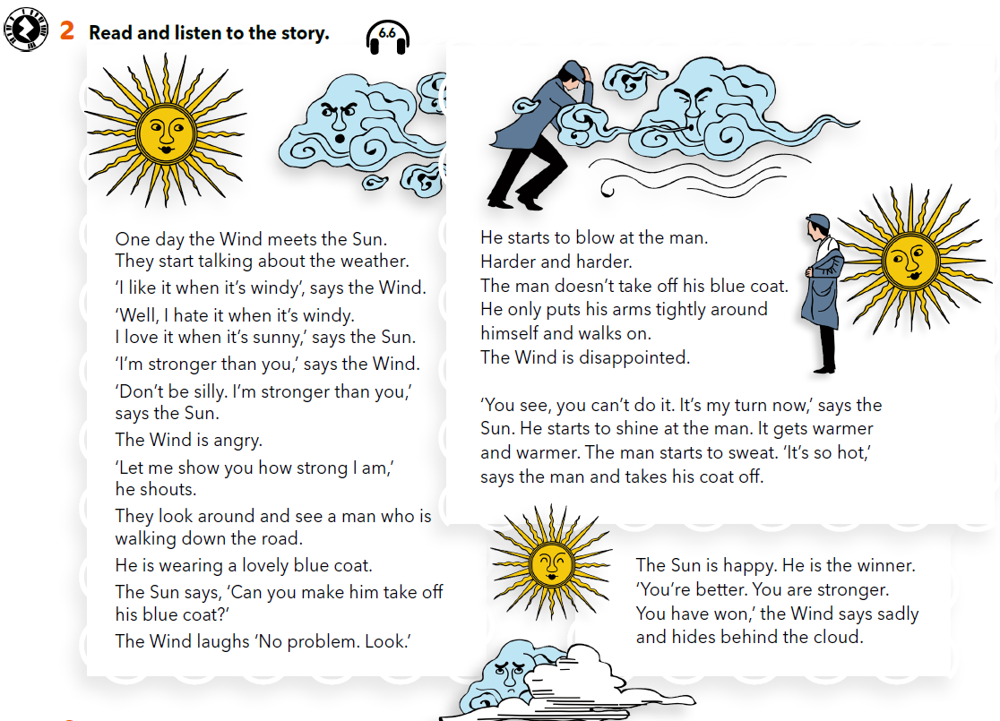 2 Read and listen to the story.
6.6
One day the Wind meets the Sun.
They start talking about the weather.
‘I like it when it’s windy’, says the Wind.
‘Well, I hate it when it’s windy.
I love it when it’s sunny,’ says the Sun.
‘I’m stronger than you,’ says the Wind.
‘Don’t be silly. I’m stronger than you,’
says the Sun.
The Wind is angry.
‘Let me show you how strong I am,’
he shouts.
They look around and see a man who is
walking down the road.
He is wearing a lovely blue coat.
The Sun says, ‘Can you make him take off
his blue coat?’
The Wind laughs ‘No problem. Look.’
He starts to blow at the man.
Harder and harder.
The man doesn’t take off his blue coat.
He only puts his arms tightly around
himself and walks on.
The Wind is disappointed.
‘You see, you can’t do it. It’s my turn now,’ says the
Sun. He starts to shine at the man. It gets warmer
and warmer. The man starts to sweat. ‘It’s so hot,’
says the man and takes his coat off.
The Sun is happy. He is the winner.
‘You’re better. You are stronger.
You have won,’ the Wind says sadly
and hides behind the cloud.